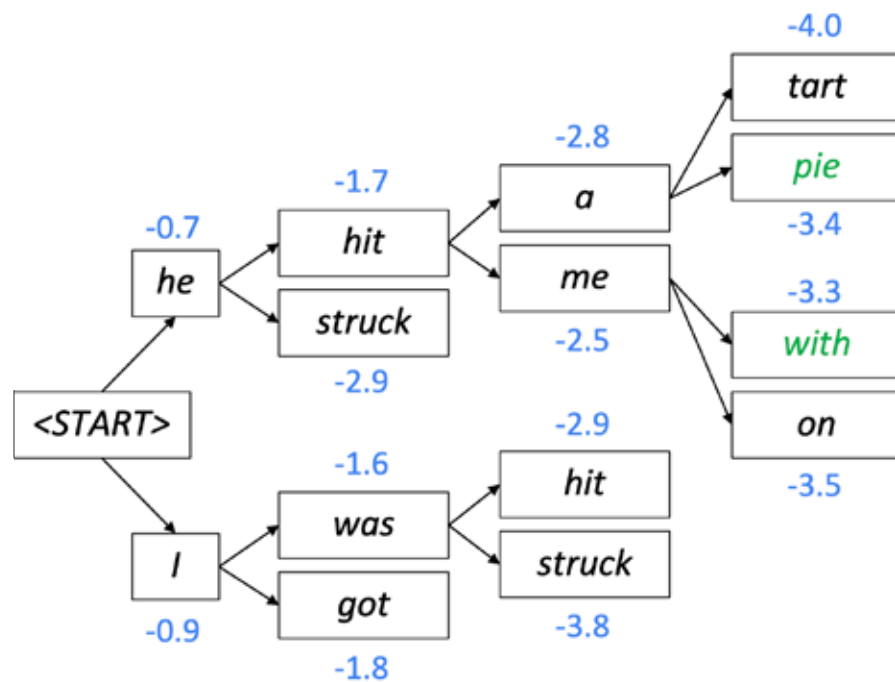 -4.0
tart
-2.8
pie
-1.7
a
-3.4
-0.7
hit
me
-3.3
he
struck
-2.5
with
-2.9
<START>
-2.9
on
-1.6
hit
-3.5
was
I
struck
got
-0.9
-3.8
-1.8